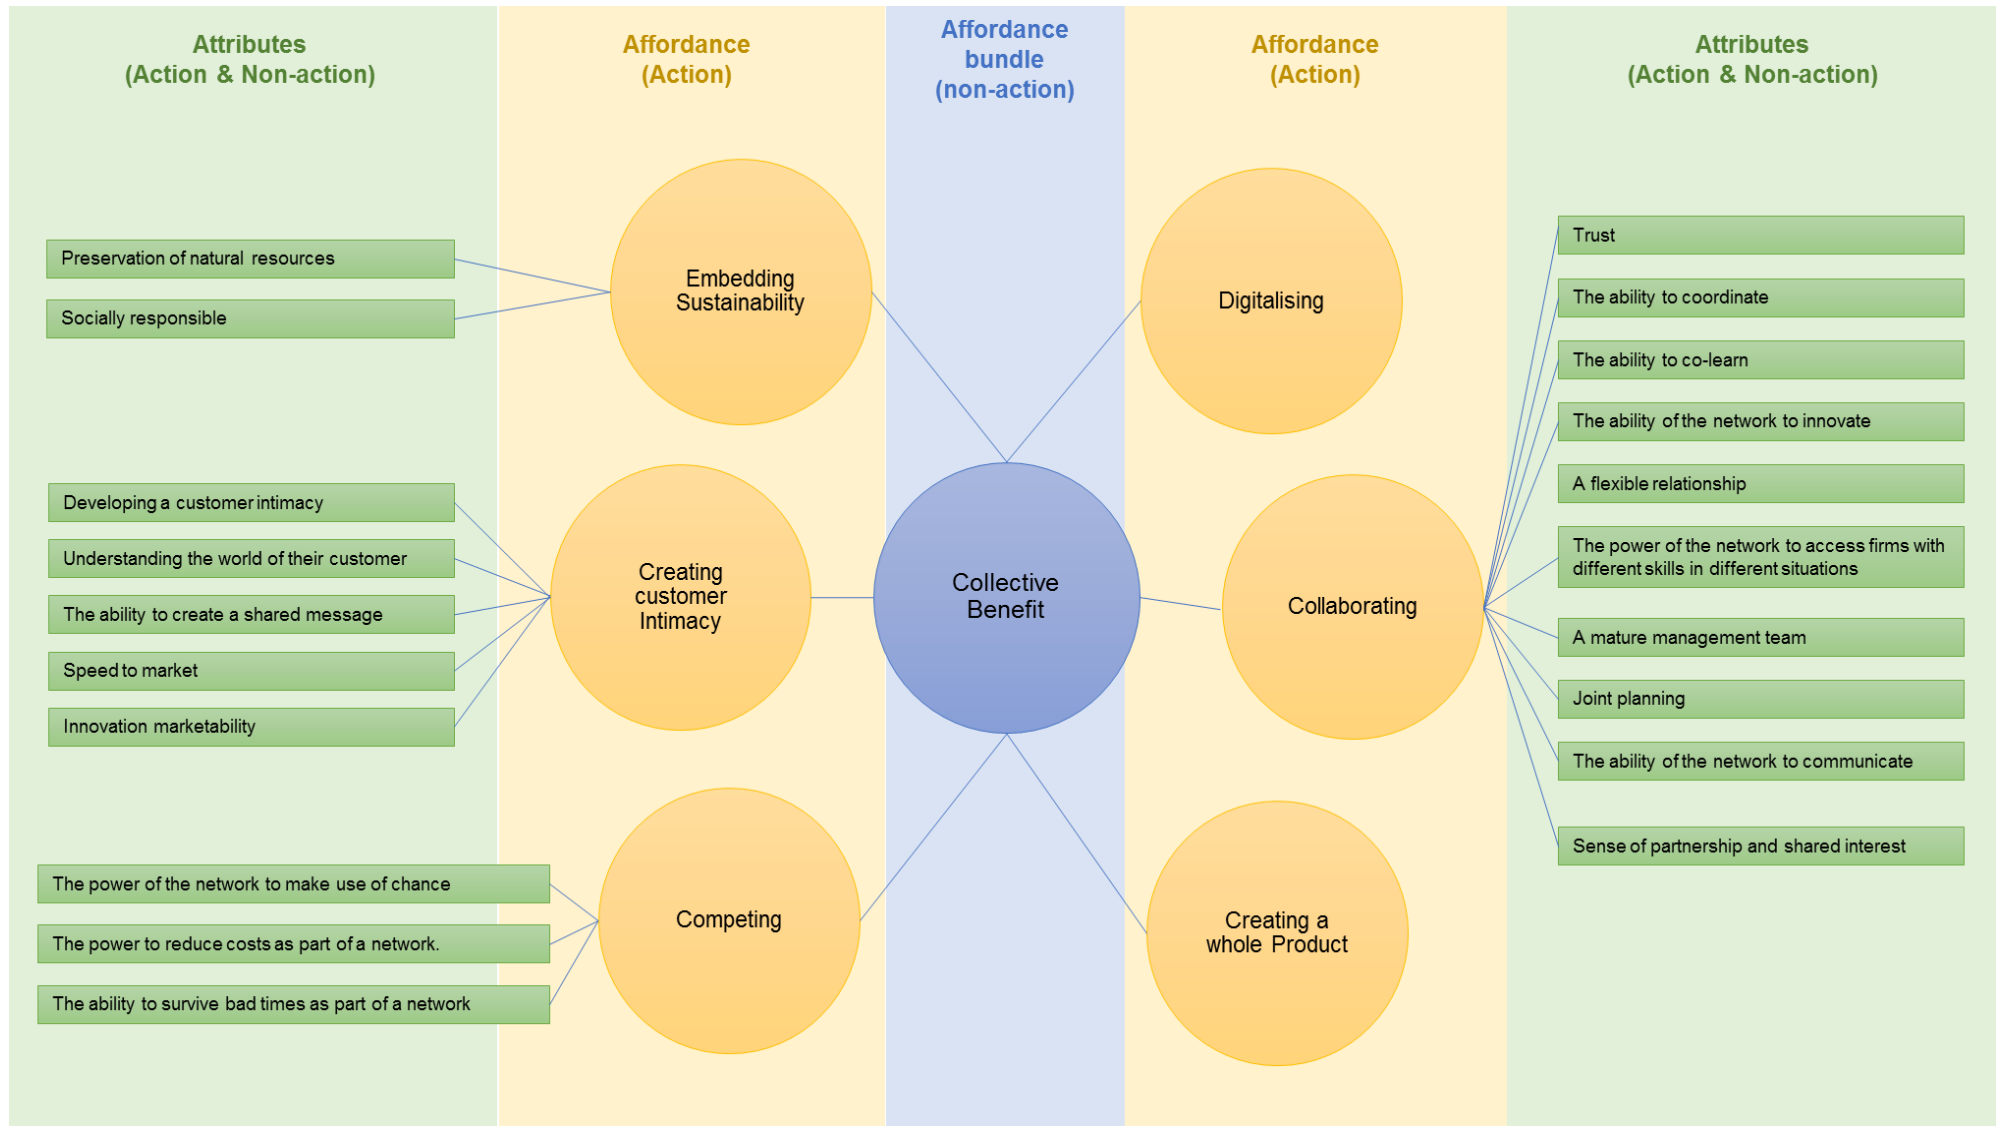 Attributes
(Action & Non-action)
Affordance
(Action)
Affordance
bundle
(non-action)
Affordance
(Action)
Attributes
(Action & Non-action)
Preservation of natural resources
Socially responsible
Developing a customer intimacy
Understanding the world of their customer
The ability to create a shared message
Speed to market
Innovation marketability
The power of the network to make use of chance
The power to reduce costs as part of a network.
The ability to survive bad times as part of a network
Embedding
Sustainability
Creating
customer
Intimacy
Competing
Collective
Benefit
Digitalising
Collaborating
Creating a
whole Product
Trust
The ability to coordinate
The ability to co-learn
The ability of the network to innovate
A flexible relationship
The power of the network to access firms with
different skills in different situations
A mature management team
Joint planning
The ability of the network to communicate
Sense of partnership and shared interest